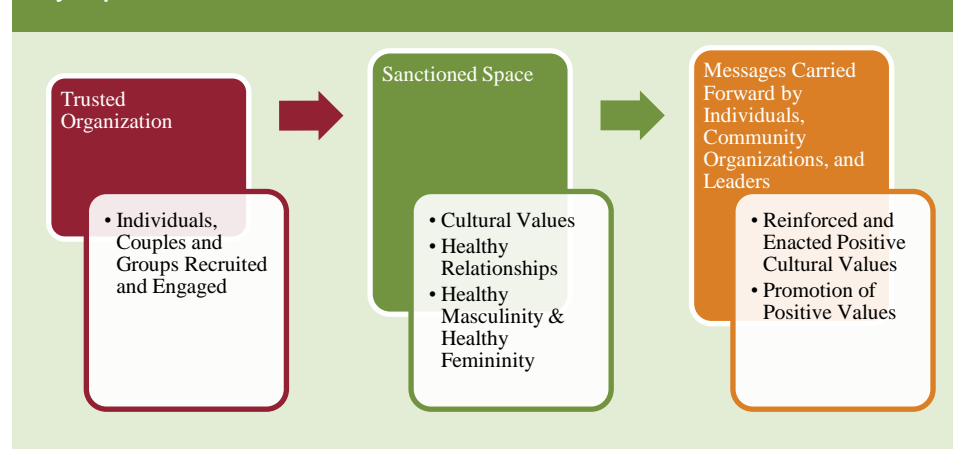 Trusted
Organization
• Individuals,
Couples and
Groups Recruited
and Engaged
Sanctioned Space
• Cultural Values
• Healthy
Relationships
• Healthy
Masculinity &
Healthy
Femininity
Messages Carried
Forward by
Individuals,
Community
Organizations, and
Leaders
• Reinforced and
Enacted Positive
Cultural Values
• Promotion of
Positive Values